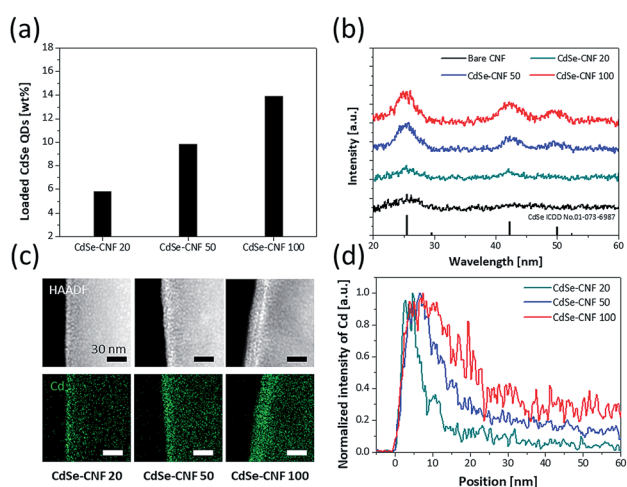 (a)
Loaded CdSe QDs [wt%]
18
16
14
12
10
8
6
4
2
CdSe-CNF 20 CdSe-CNF 50 CdSe-CNF 100
(b)
Intensity [a.u.]
Bare CNF CdSe-CNF 20
CdSe-CNF 50 CdSe-CNF 100
CdSe ICDD No.01-073-6987
20 30 40 50 60
Wavelength [nm]
(c)
HAADF
30 nm
Cd
CdSe-CNF 20 CdSe-CNF 50 CdSe-CNF 100
(d)
Normalized intensity of Cd [a.u.]
CdSe-CNF 20
CdSe-CNF 50
CdSe-CNF 100
1.0
0.8
0.6
0.4
0.2
0.0
0 10 20 30 40 50 60
Position [nm]